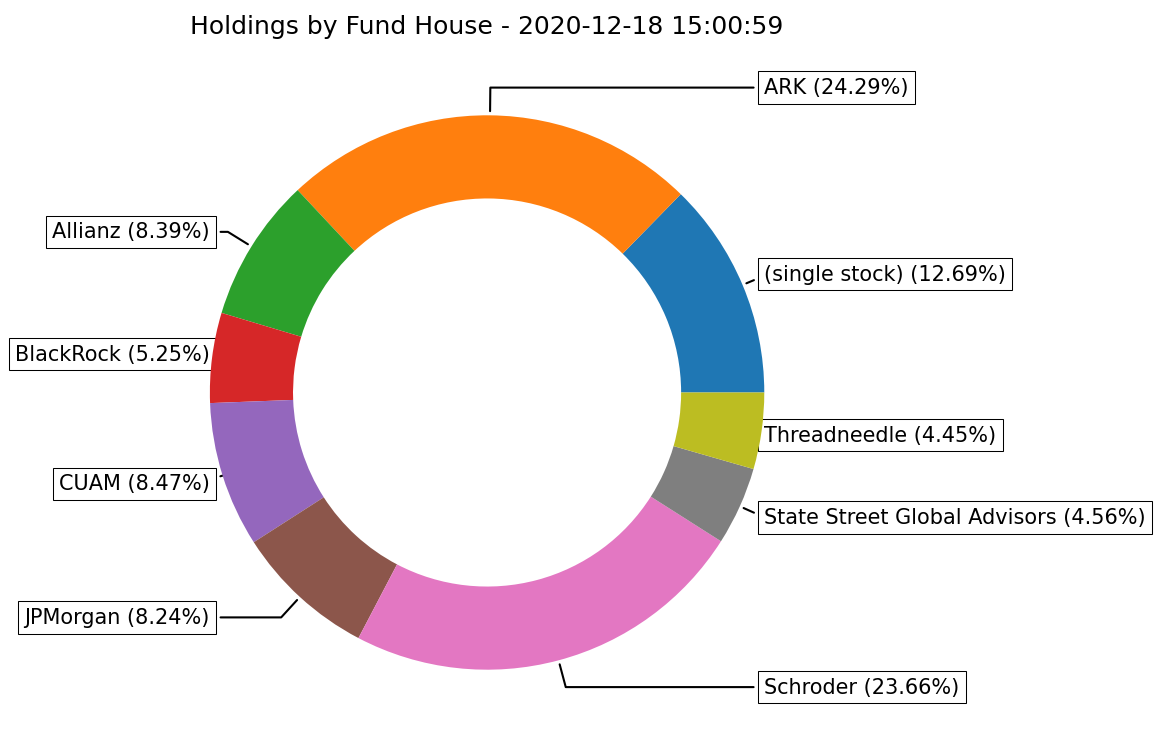 Holdings by Fund House - 2020-12-18 15:00:59
ARK (24.29%)
Allianz (8.39%)
(single stock) (12.69%)
BlackRock (5.25%)
Threadneedle (4.45%)
CUAM (8.47%)
State Street Global Advisors (4.56%)
JPMorgan (8.24%)
Schroder (23.66%)